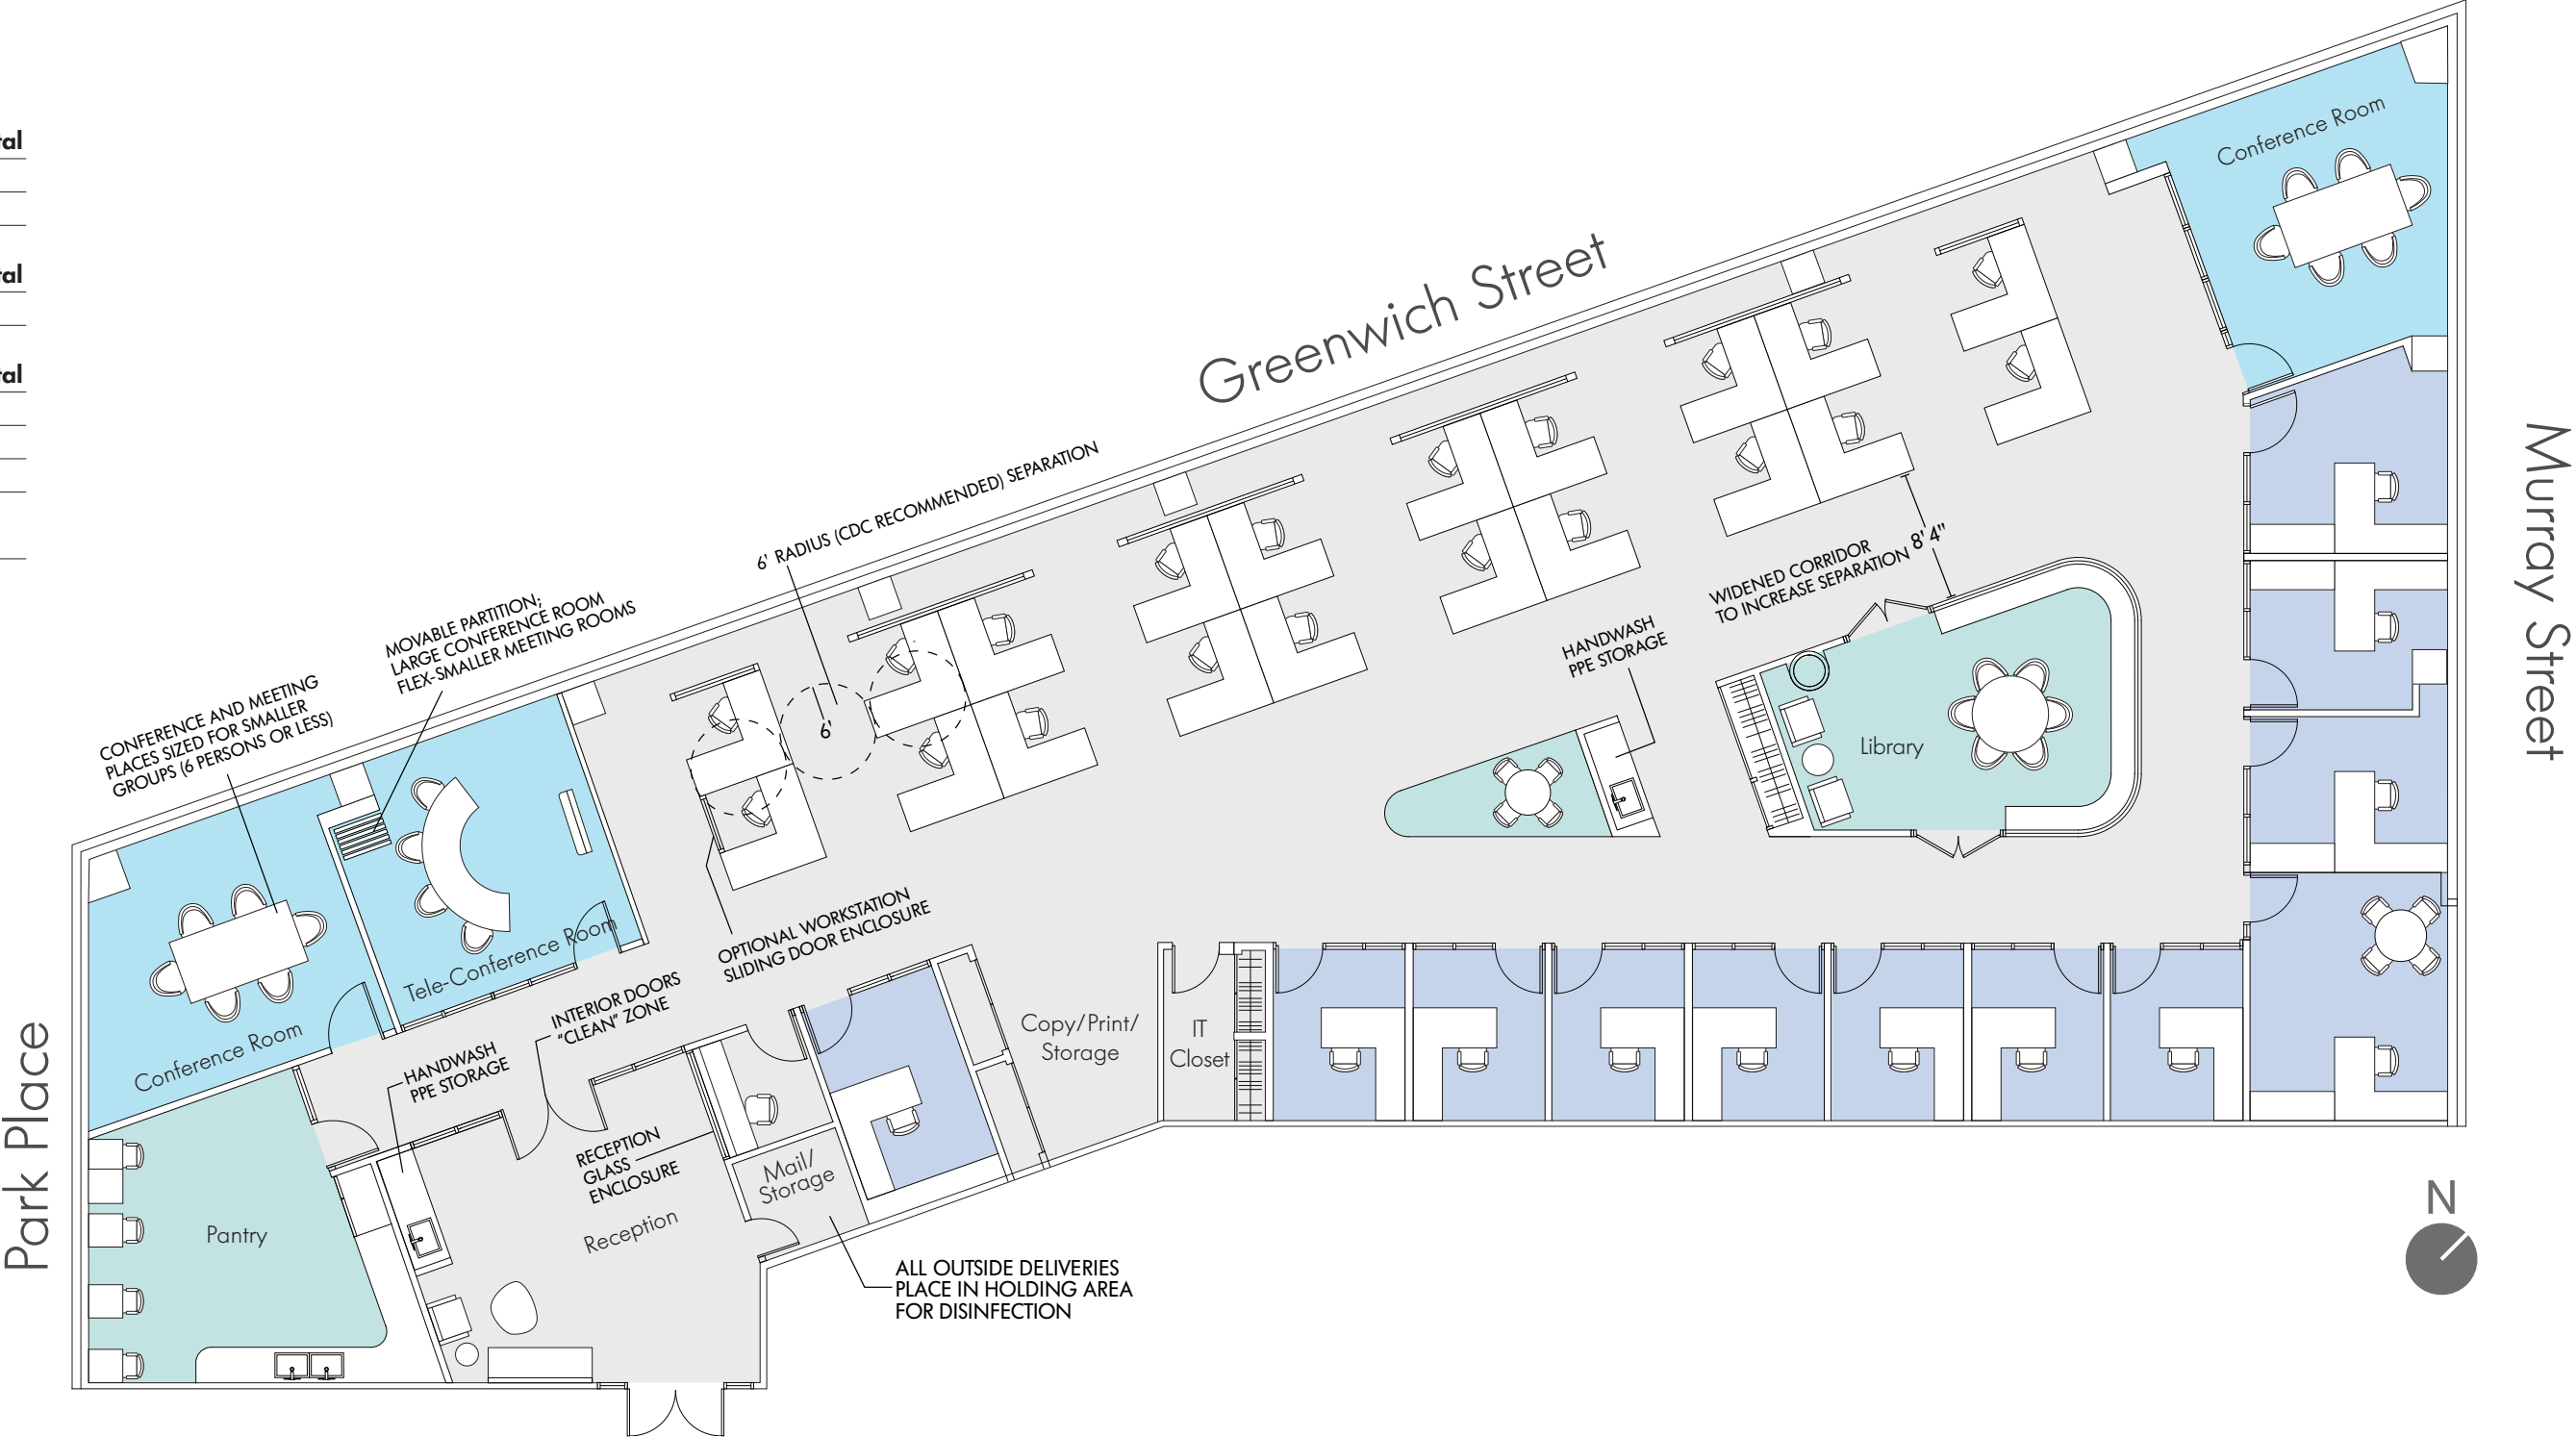 tal
tal
tal
Greenwich Street
Murray Street
Park Place
Conference Room
6' RADIUS (CDC RECOMMENDED) SEPARATION
MOVABLE PARTITION;
LARGE CONFERENCE ROOM
FLEX-SMALLER MEETING ROOMS
CONFERENCE AND MEETING
PLACES SIZED FOR SMALLER
GROUPS (6 PERSONS OR LESS)
6'
WIDENED CORRIDOR
TO INCREASE SEPARATION
8' 4"
HANDWASH
PPE STORAGE
Library
OPTIONAL WORKSTATION
SLIDING DOOR ENCLOSURE
Tele-Conference Room
Conference Room
INTERIOR DOORS
“CLEAN” ZONE
HANDWASH
PPE STORAGE
Copy/Print/
Storage
IT
Closet
RECEPTION
GLASS
ENCLOSURE
Mail/
Storage
Reception
Pantry
ALL OUTSIDE DELIVERIES
PLACE IN HOLDING AREA
FOR DISINFECTION
N